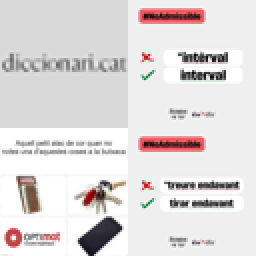 diccionari.cat
#NoAdmissible
*intèrval
interval
Aquell petit atac de cor quan no
notes una d'aquestes coses a la butxaca
OPTIMOT
#NoAdmissible
*treure endavant
tirar endavant